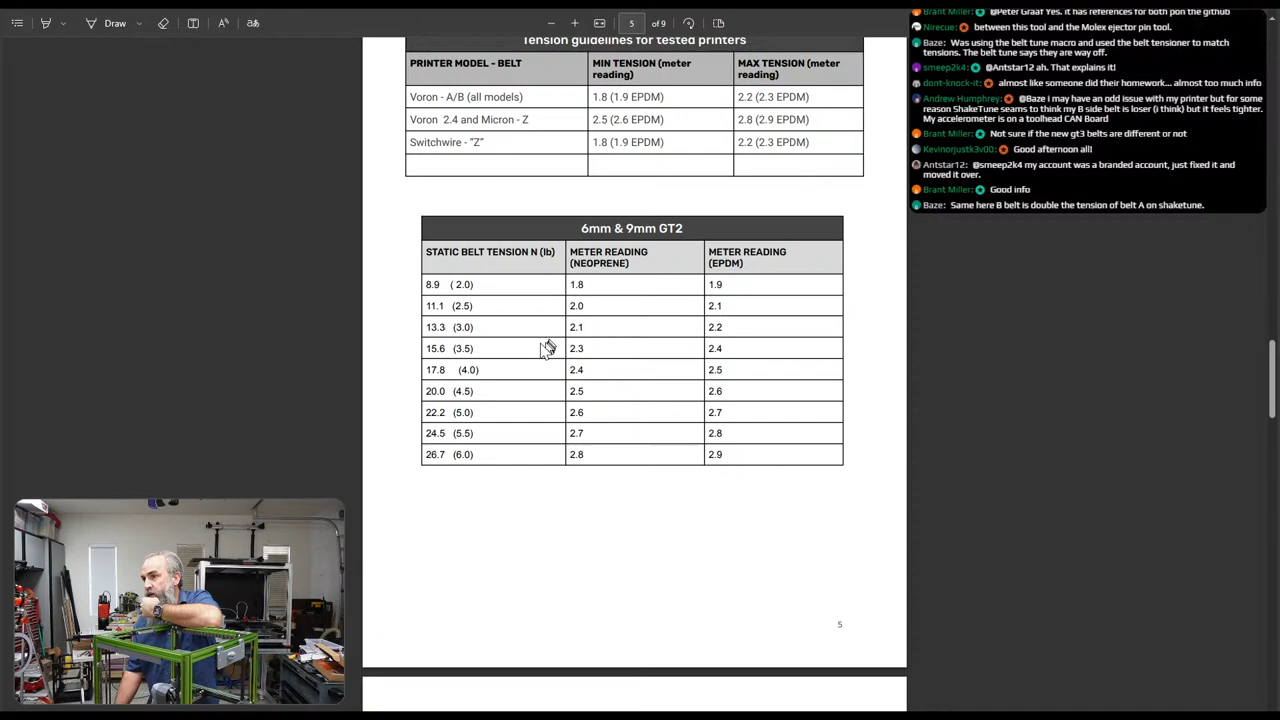 Draw
5
of 9
Tension guidelines for tested printers
PRINTER MODEL - BELT
MIN TENSION (meter reading)
MAX TENSION (meter reading)
Voron - A/B (all models)
1.8 (1.9 EPDM)
2.2 (2.3 EPDM)
Voron 2.4 and Micron - Z
2.5 (2.6 EPDM)
2.8 (2.9 EPDM)
Switchwire - "Z"
1.8 (1.9 EPDM)
2.2 (2.3 EPDM)
6mm & 9mm GT2
STATIC BELT TENSION N (lb)
METER READING (NEOPRENE)
METER READING (EPDM)
8.9 ( 2.0)
1.8
1.9
11.1 (2.5)
2.0
2.1
13.3 (3.0)
2.1
2.2
15.6 (3.5)
2.3
2.4
17.8 (4.0)
2.4
2.5
20.0 (4.5)
2.5
2.6
22.2 (5.0)
2.6
2.7
24.5 (5.5)
2.7
2.8
26.7 (6.0)
2.8
2.9
5
Brant Miller: @Peter Graaf Yes. it has references for both pon the github
Nirecue: between this tool and the Molex ejector pin tool.
Baze: Was using the belt tune macro and used the belt tensioner to match
tensions. The belt tune says they are way off.
smeep2k4: @Antstar12 ah. That explains it!
dont-knock-it: almost like someone did their homework... almost too much info
Andrew Humphrey: @Baze i may have an odd issue with my printer but for some
reason ShakeTune seams to think my B side belt is loser (i think) but it feels tighter.
My accelerometer is on a toolhead CAN Board
Brant Miller: Not sure if the new gt3 belts are different or not
Kevinorjustk3v00: Good afternoon all!
Antstar12: @smeep2k4 my account was a branded account, just fixed it and
moved it over.
Brant Miller: Good info
Baze: Same here B belt is double the tension of belt A on shaketune.